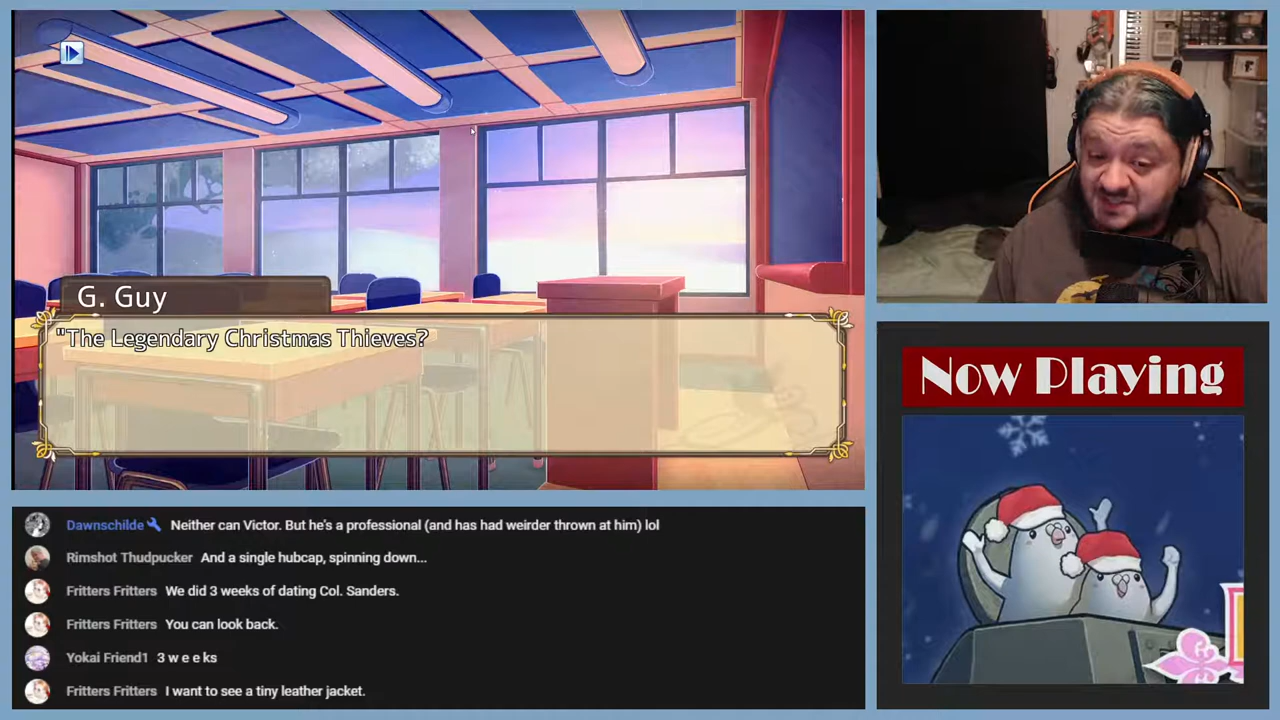 G. Guy
"The Legendary Christmas Thieves?
Dawnschilde Neither can Victor. But he's a professional (and has had weirder thrown at him) lol
Rimshot Thudpucker And a single hubcap, spinning down...
Fritters Fritters We did 3 weeks of dating Col. Sanders.
Fritters Fritters You can look back.
Yokai Friend1 3 w e e ks
Fritters Fritters I want to see a tiny leather jacket.
Now Playing